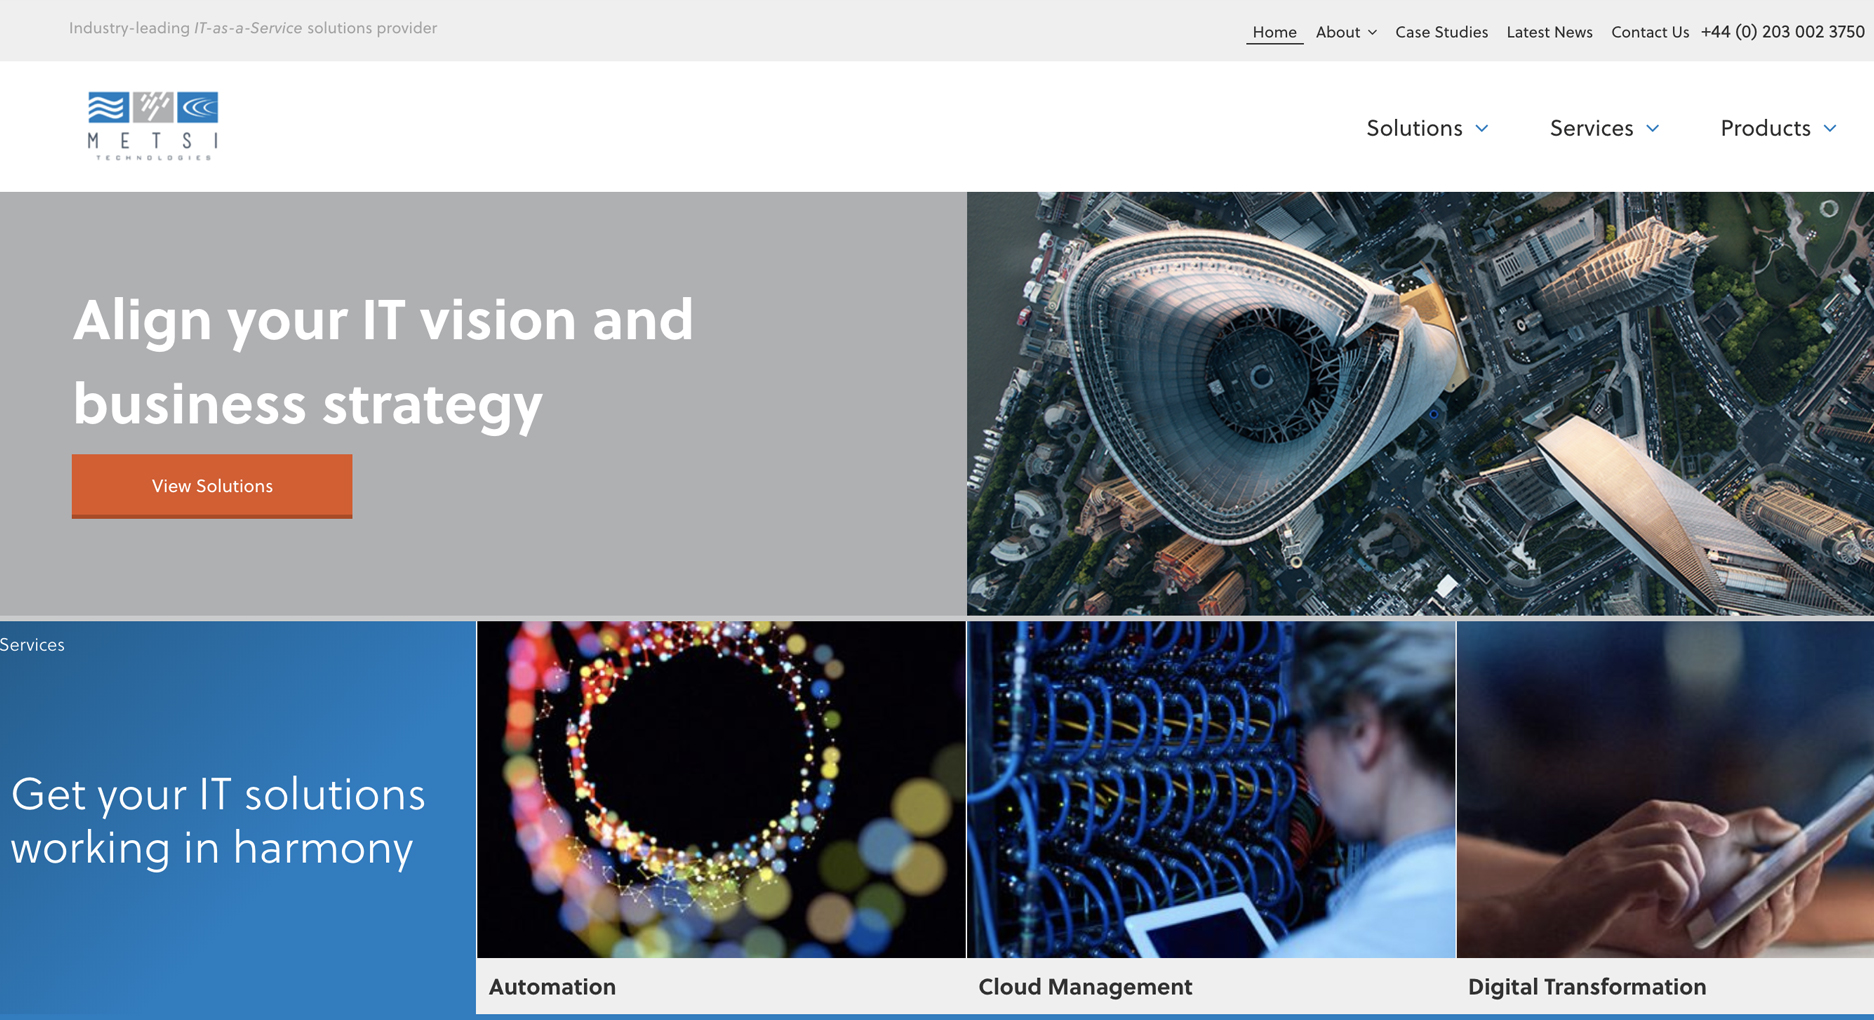 Industry-leading IT-as-a-Service solutions provider
Home About Case Studies Latest News Contact Us +44 (0) 203 002 3750
METSI
TECHNOLOGIES
Solutions Services Products
Align your IT vision and
business strategy
View Solutions
Services
Get your IT solutions
working in harmony
Automation
Cloud Management
Digital Transformation